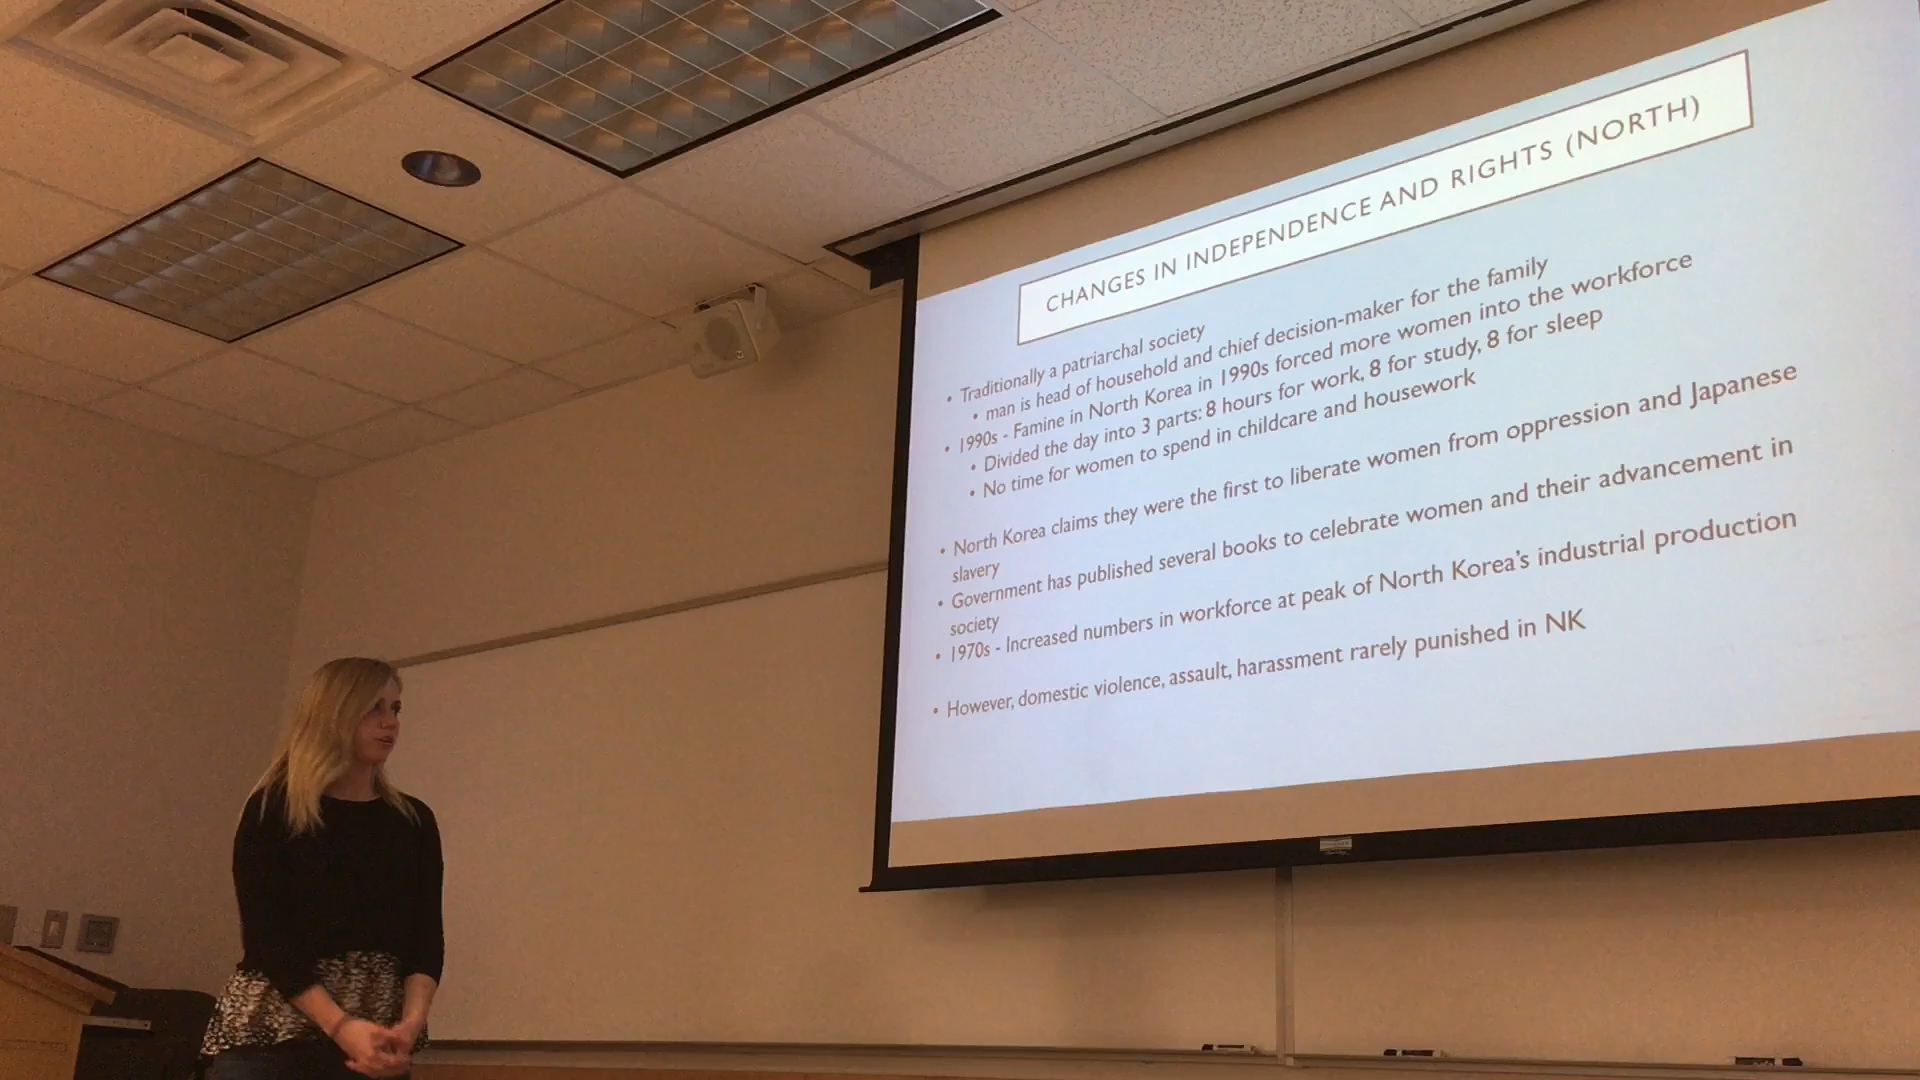 CHANGES IN INDEPENDENCE AND RIGHTS (NORTH)
• Traditionally a patriarchal society
• man is head of household and chief decision-maker for the family
• 1990s - Famine in North Korea in 1990s forced more women into the workforce
• Divided the day into 3 parts: 8 hours for work, 8 for study, 8 for sleep
• No time for women to spend in childcare and housework
• North Korea claims they were the first to liberate women from oppression and Japanese
slavery
• Government has published several books to celebrate women and their advancement in
society
• 1970s - Increased numbers in workforce at peak of North Korea's industrial production
• However, domestic violence, assault, harassment rarely punished in NK